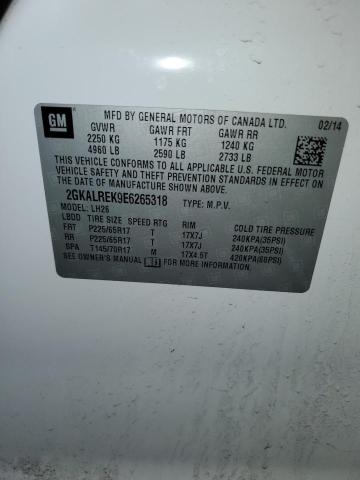 GM
MFD BY GENERAL MOTORS OF CANADA LTD. 02/14
GVWR GAWR FRT GAWR RR
2250 KG 1175 KG 1240 KG
4960 LB 2590 LB 2733 LB
THIS VEHICLE CONFORMS TO ALL APPLICABLE U.S. FEDERAL MOTOR
VEHICLE SAFETY AND THEFT PREVENTION STANDARDS IN EFFECT ON
THE DATE OF MANUFACTURE SHOWN ABOVE.
2GKALREK9E6265318 TYPE: M.P.V.
MODEL: LH26
LBDD TIRE SIZE SPEED RTG RIM COLD TIRE PRESSURE
FRT P225/65R17 T 17X7J 240KPA(35PSI)
RR P225/65R17 T 17X7J 240KPA(35PSI)
SPA T145/70R17 17X4.5T 420KPA(60PSI)
SEE OWNER'S MANUAL FOR MORE INFORMATION.